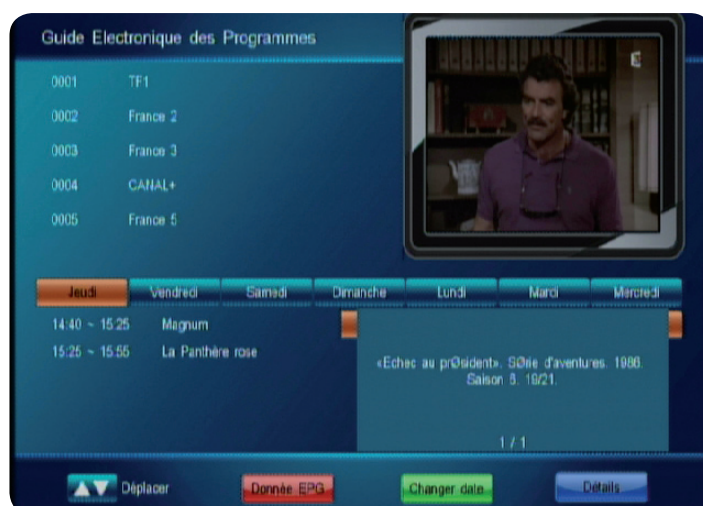 Guide Electronique des Programmes
0001 TF1
0002 France 2
0003 France 3
0004 CANAL+
0005 France 5
Jeudi Vendredi Samedi Dimanche Lundi Mardi Mercredi
14:40 ~ 15:25 Magnum
15:25 ~ 15:55 La Panthère rose
«Echec au prØsident». SØrie d'aventures. 1986.
Saison 6. 19/21.
1 / 1
Déplacer Donnée EPG Changer date Détails